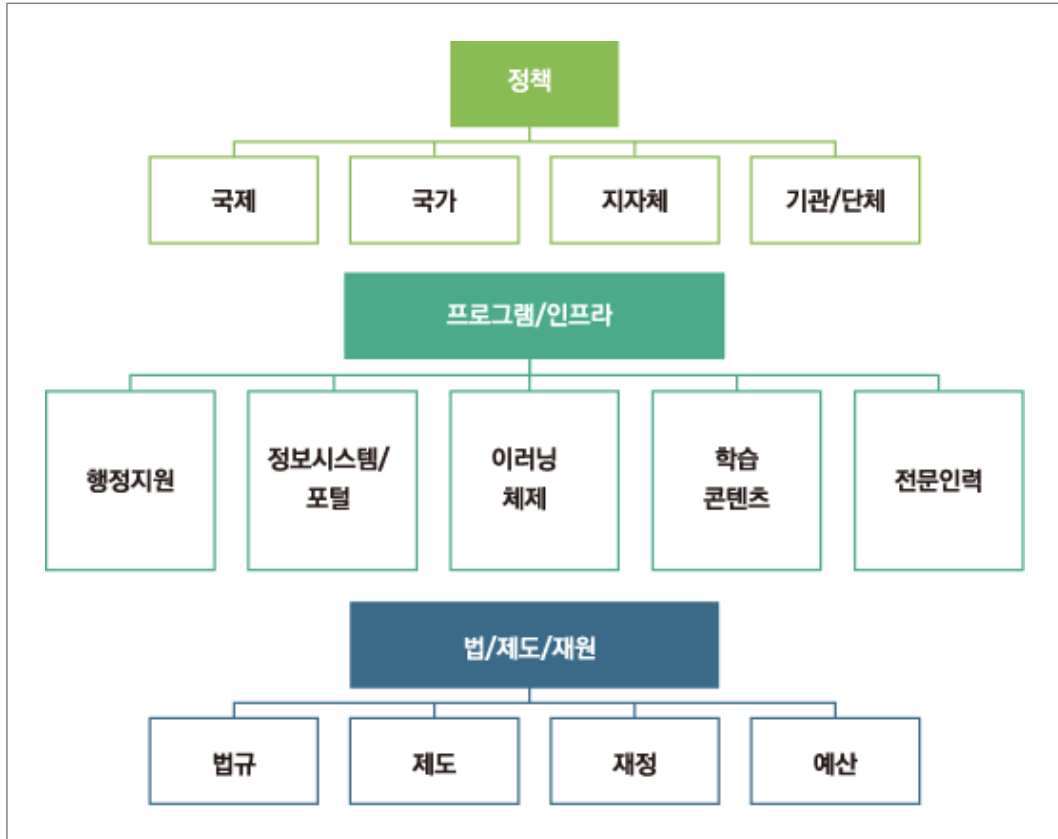 정책
국제
국가
지자체
기관/단체
프로그램/인프라
행정지원
정보시스템/
포털
이러닝
체제
학습
콘텐츠
전문인력
법/제도/재원
법규
제도
재정
예산